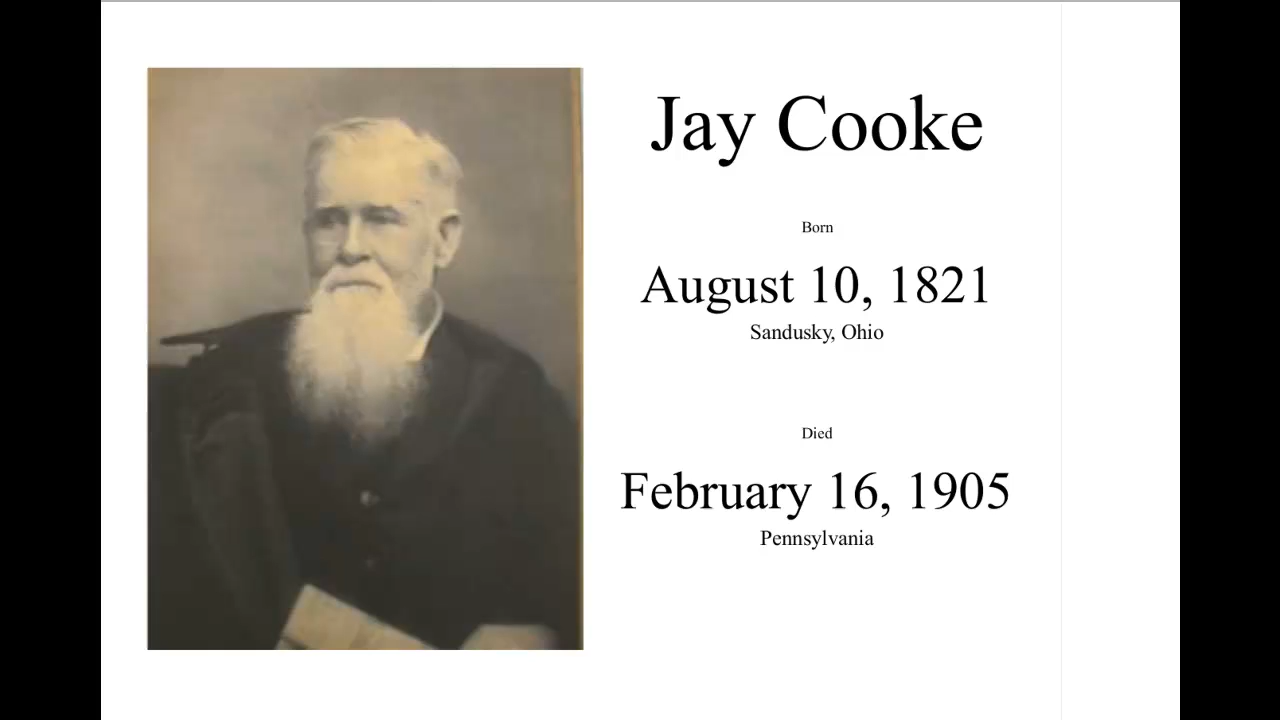 Jay Cooke
Born
August 10, 1821
Sandusky, Ohio
Died
February 16, 1905
Pennsylvania